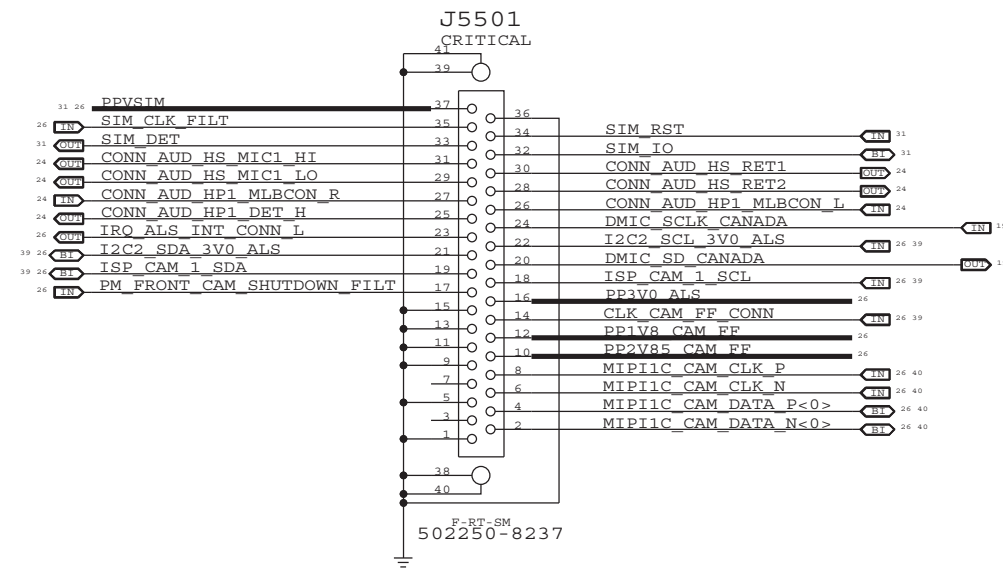 J5501
CRITICAL
41
39
31 26 PPVSIM 37
36
26 IN SIM_CLK_FILT 35
34 SIM_RST IN 31
31 OUT SIM_DET 33
32 SIM_IO BI 31
24 OUT CONN_AUD_HS_MIC1_HI 31
30 CONN_AUD_HS_RET1 OUT 24
24 OUT CONN_AUD_HS_MIC1_LO 29
28 CONN_AUD_HS_RET2 OUT 24
24 IN CONN_AUD_HP1_MLBCON_R 27
26 CONN_AUD_HP1_MLBCON_L IN 24
24 OUT CONN_AUD_HP1_DET_H 25
24 DMIC_SCLK_CANADA IN
26 OUT IRQ_ALS_INT_CONN_L 23
22 I2C2_SCL_3V0_ALS IN 26 39
39 26 BI I2C2_SDA_3V0_ALS 21
20 DMIC_SD_CANADA OUT
39 26 BI ISP_CAM_1_SDA 19
18 ISP_CAM_1_SCL IN 26 39
26 IN PM_FRONT_CAM_SHUTDOWN_FILT 17
16 PP3V0_ALS 26
15
14 CLK_CAM_FF_CONN IN 26 39
13
12 PP1V8_CAM_FF 26
11
10 PP2V85_CAM_FF 26
9
8 MIPI1C_CAM_CLK_P IN 26 40
7
6 MIPI1C_CAM_CLK_N IN 26 40
5
4 MIPI1C_CAM_DATA_P<0> BI 26 40
3
2 MIPI1C_CAM_DATA_N<0> BI 26 40
1
38
40
F-RT-SM
502250-8237